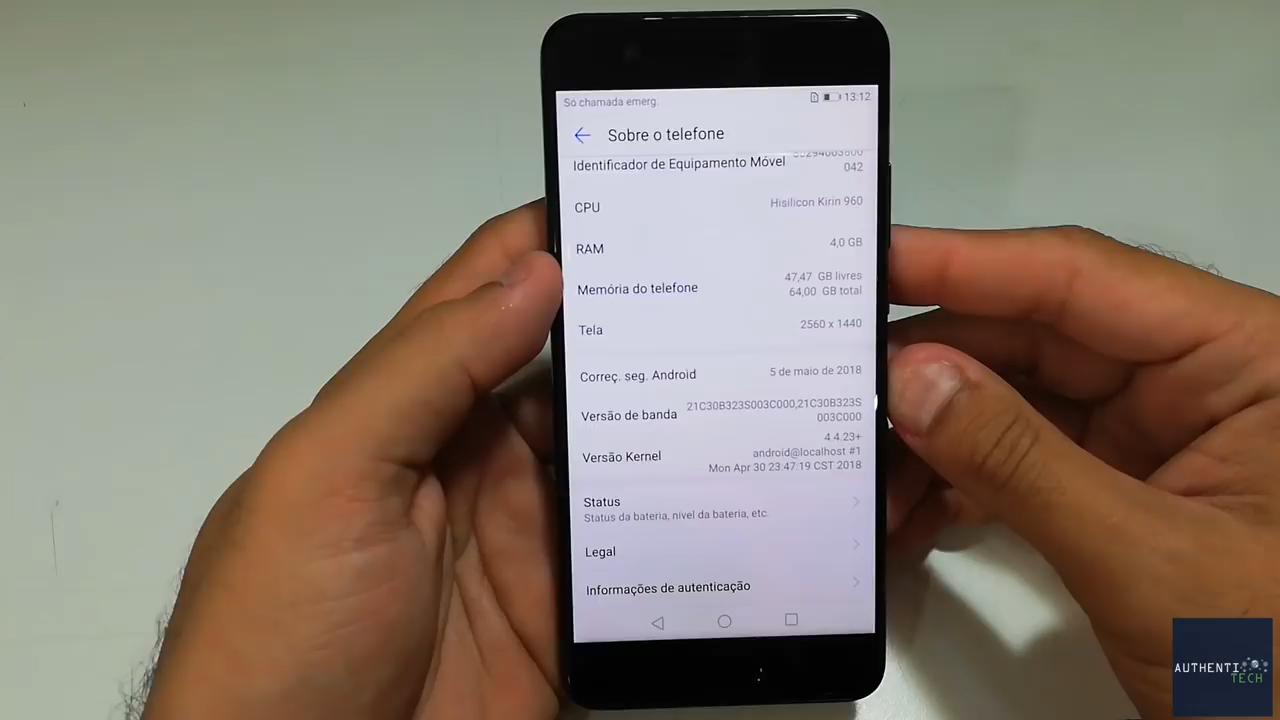 Só chamada emerg.
13:12
Sobre o telefone
Identificador de Equipamento Móvel
042
CPU
Hisilicon Kirin 960
RAM
4,0 GB
Memória do telefone
47,47 GB livres
64,00 GB total
Tela
2560 x 1440
Correç. seg. Android
5 de maio de 2018
Versão de banda
21C30B323S003C000,21C30B323S
003C000
Versão Kernel
4.4.23+
android@localhost #1
Mon Apr 30 23:47:19 CST 2018
Status
Status da bateria, nível da bateria, etc.
Legal
Informações de autenticação
AUTHENTI
TECH